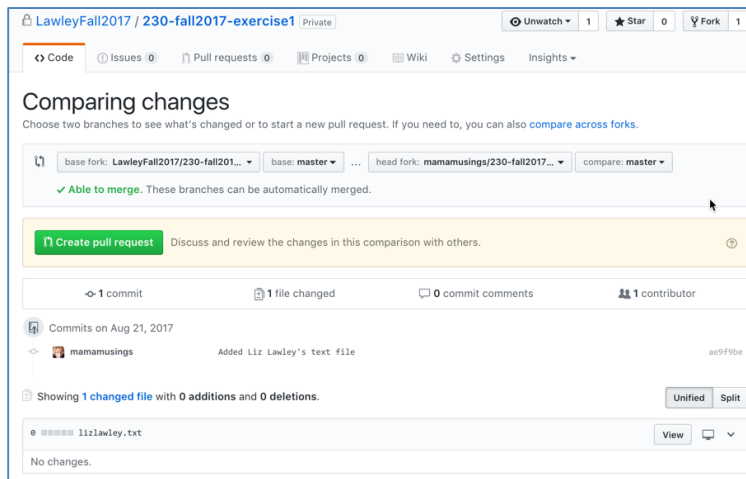 LawleyFall2017 / 230-fall2017-exercise1 Private Unwatch 1 Star 0 Fork 1
Code Issues 0 Pull requests 0 Projects 0 Wiki Settings Insights
Comparing changes
Choose two branches to see what's changed or to start a new pull request. If you need to, you can also compare across forks.
base fork: LawleyFall2017/230-fall201... base: master ... head fork: mamamusings/230-fall2017... compare: master
Able to merge. These branches can be automatically merged.
Create pull request Discuss and review the changes in this comparison with others. ?
1 commit 1 file changed 0 commit comments 1 contributor
Commits on Aug 21, 2017
mamamusings Added Liz Lawley's text file ae9f9be
Showing 1 changed file with 0 additions and 0 deletions. Unified Split
0 lizlawley.txt View
No changes.